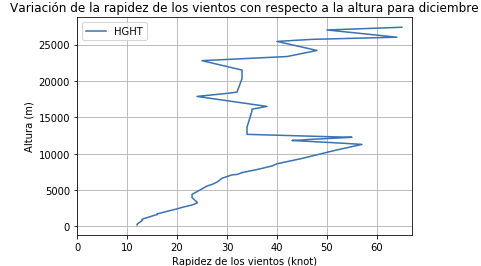 Variación de la rapidez de los vientos con respecto a la altura para diciembre
HGHT
25000
20000
15000
10000
5000
0
Altura (m)
0 10 20 30 40 50 60
Rapidez de los vientos (knot)